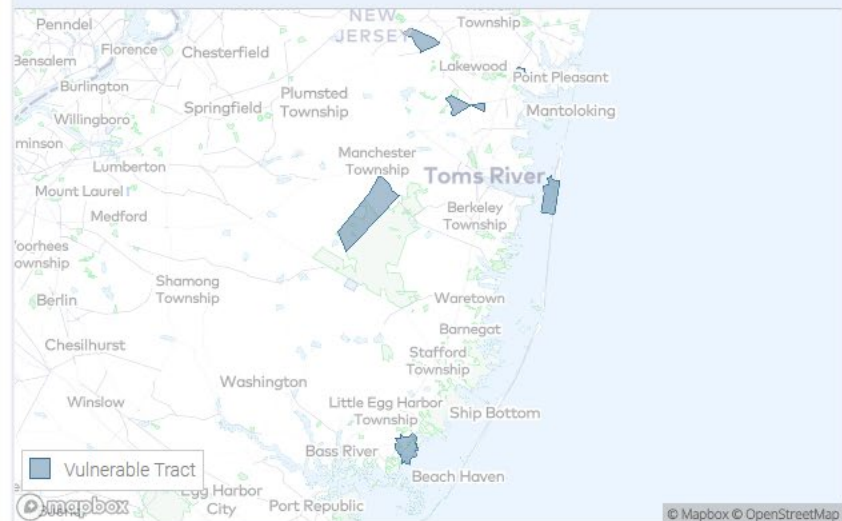 NEW
JERSEY
Penndel
Florence
Chesterfield
Township
Bensalem
Lakewood
Point Pleasant
Burlington
Plumsted
Township
Springfield
Mantoloking
Willingboro
minson
Manchester
Township
Lumberton
Toms River
Mount Laurel
Medford
Berkeley
Township
Voorhees
ownship
Shamong
Township
Berlin
Waretown
Barnegat
Chesilhurst
Stafford
Township
Washington
Winslow
Little Egg Harbor
Township
Ship Bottom
Bass River
Vulnerable Tract
Beach Haven
Egg Harbor
City
Port Republic
mapbox
© Mapbox © OpenStreetMap